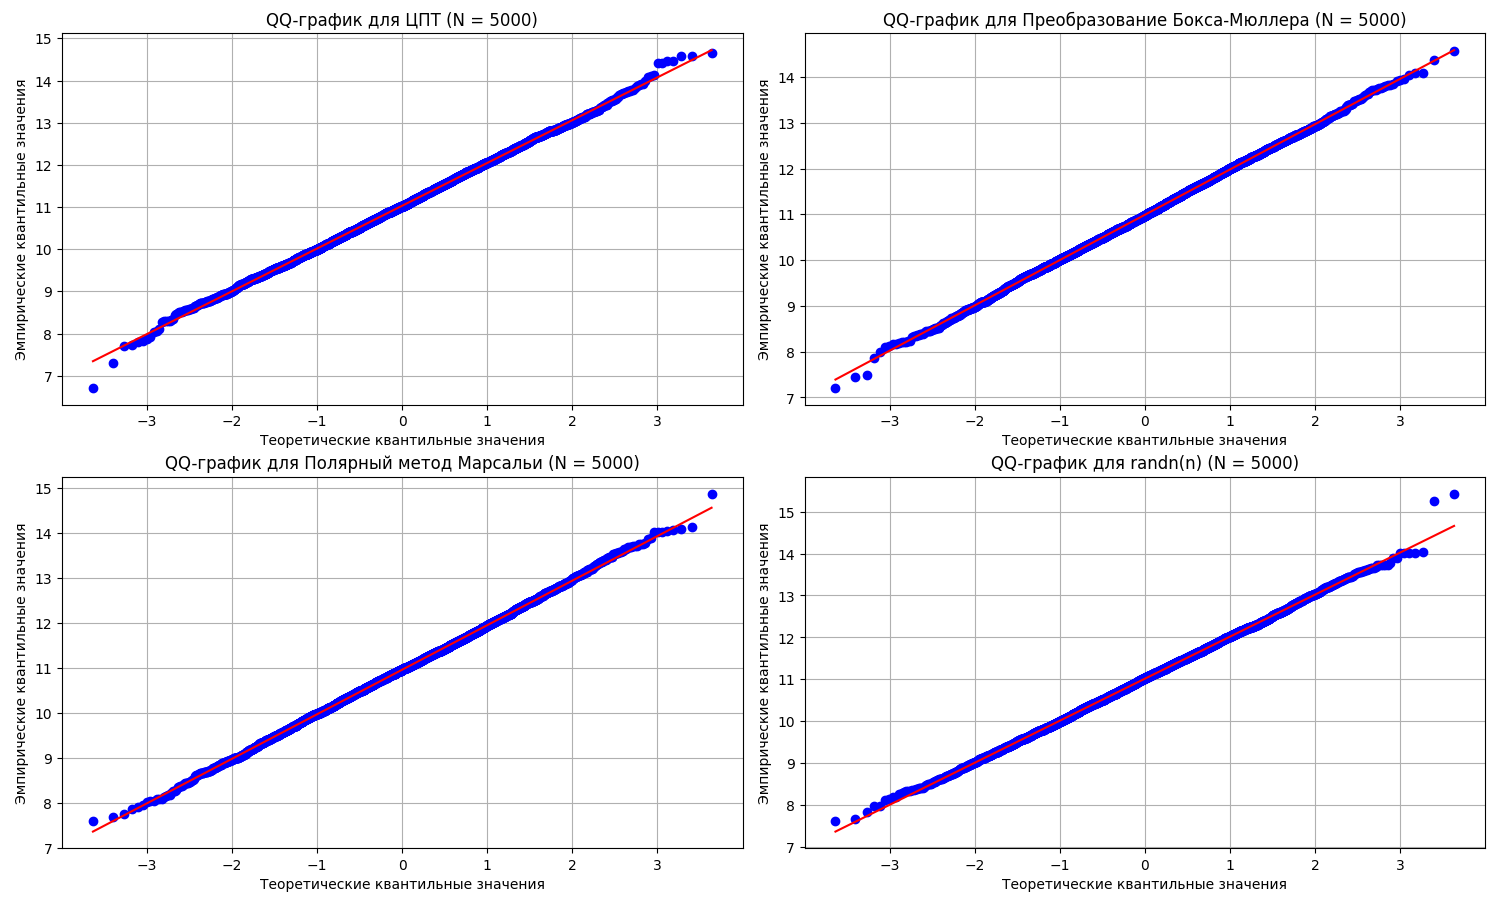 QQ-график для ЦПТ (N = 5000)
Эмпирические квантильные значения
15
14
13
12
11
10
9
8
7
−3 −2 −1 0 1 2 3
Теоретические квантильные значения
QQ-график для Преобразование Бокса-Мюллера (N = 5000)
Эмпирические квантильные значения
14
13
12
11
10
9
8
7
−3 −2 −1 0 1 2 3
Теоретические квантильные значения
QQ-график для Полярный метод Марсальи (N = 5000)
Эмпирические квантильные значения
15
14
13
12
11
10
9
8
7
−3 −2 −1 0 1 2 3
Теоретические квантильные значения
QQ-график для randn(n) (N = 5000)
Эмпирические квантильные значения
15
14
13
12
11
10
9
8
7
−3 −2 −1 0 1 2 3
Теоретические квантильные значения